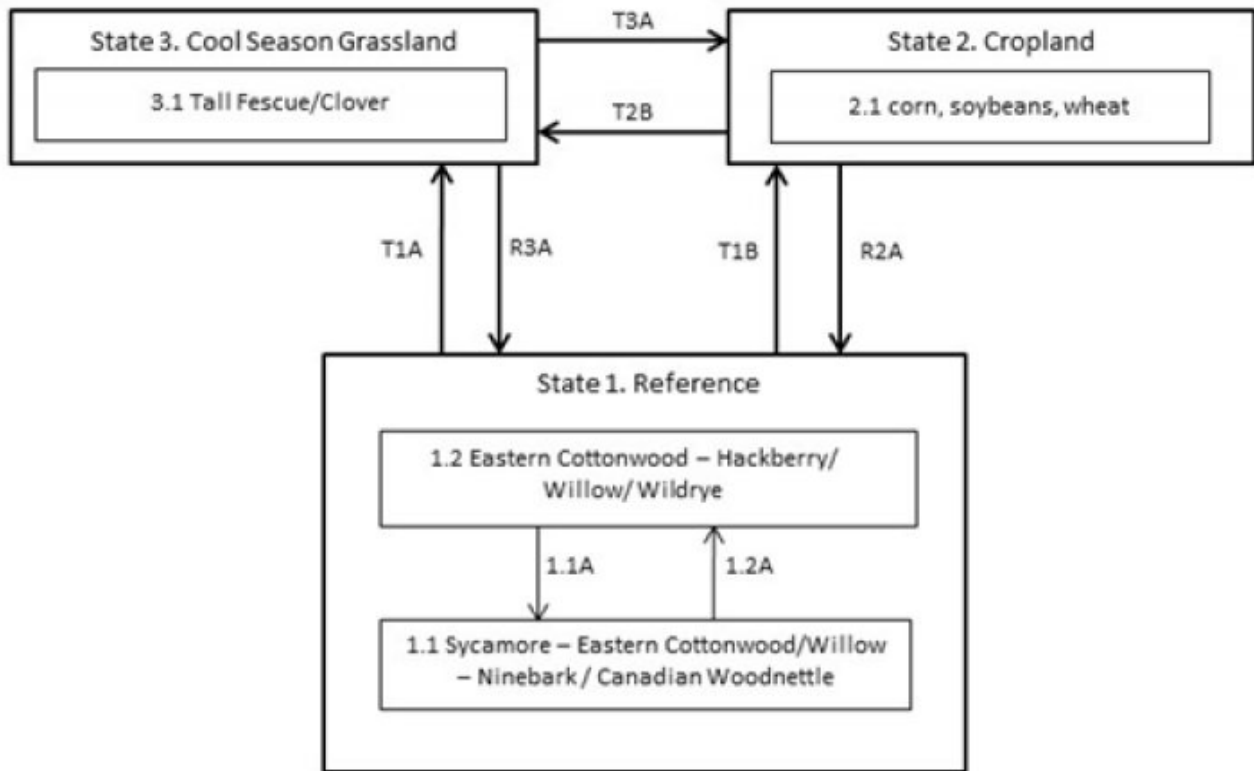 T3A
State 3. Cool Season Grassland
State 2. Cropland
3.1 Tall Fescue/Clover
2.1 corn, soybeans, wheat
T2B
T1A
R3A
T1B
R2A
State 1. Reference
1.2 Eastern Cottonwood – Hackberry/
Willow/ Wildrye
1.1A
1.2A
1.1 Sycamore – Eastern Cottonwood/Willow
– Ninebark / Canadian Woodnettle